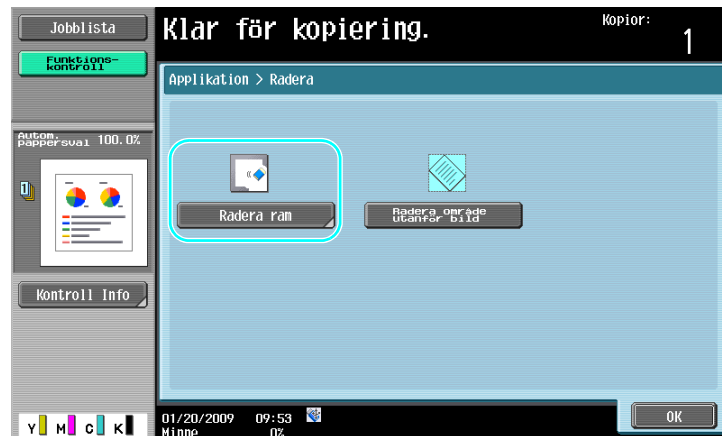 Jobblista
Klar för kopiering.
Kopior:
1
Funktions-
kontroll
Applikation > Radera
Autom.
pappersval 100.0%
1
Radera ram
Radera område
utanför bild
Kontroll Info
Y M C K
01/20/2009 09:53
Minne 0%
OK